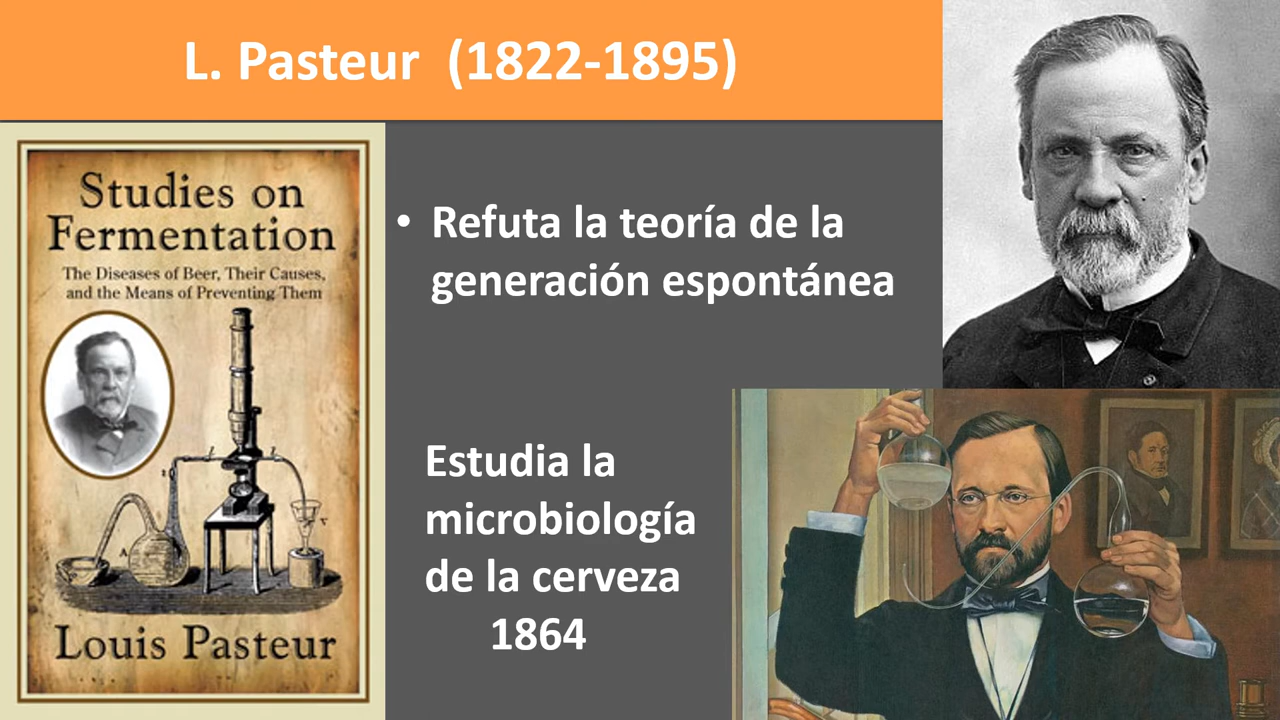 L. Pasteur (1822-1895)
Studies on
Fermentation
The Diseases of Beer, Their Causes,
and the Means of Preventing Them
Louis Pasteur
• Refuta la teoría de la
generación espontánea
Estudia la
microbiología
de la cerveza
1864